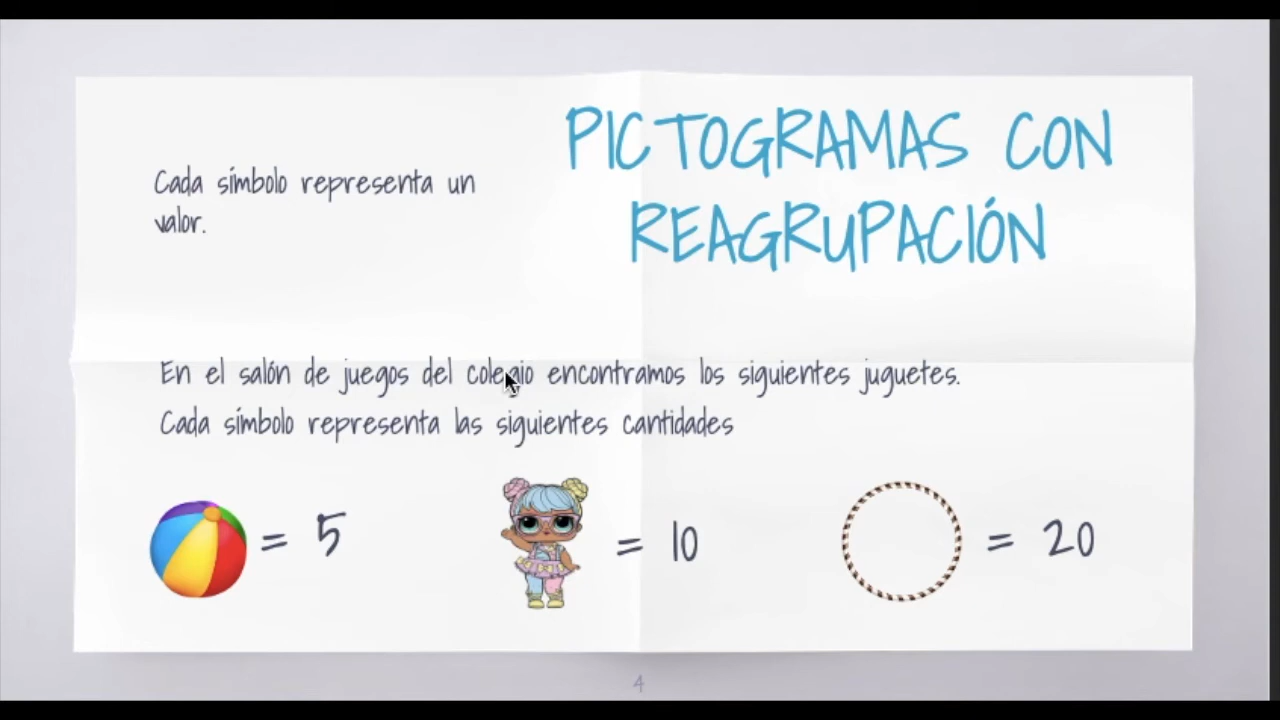 PICTOGRAMAS CON
REAGRUPACIÓN
Cada símbolo representa un
valor.
En el salón de juegos del colegio encontramos los siguientes juguetes.
Cada símbolo representa las siguientes cantidades
= 5
= 10
= 20
4